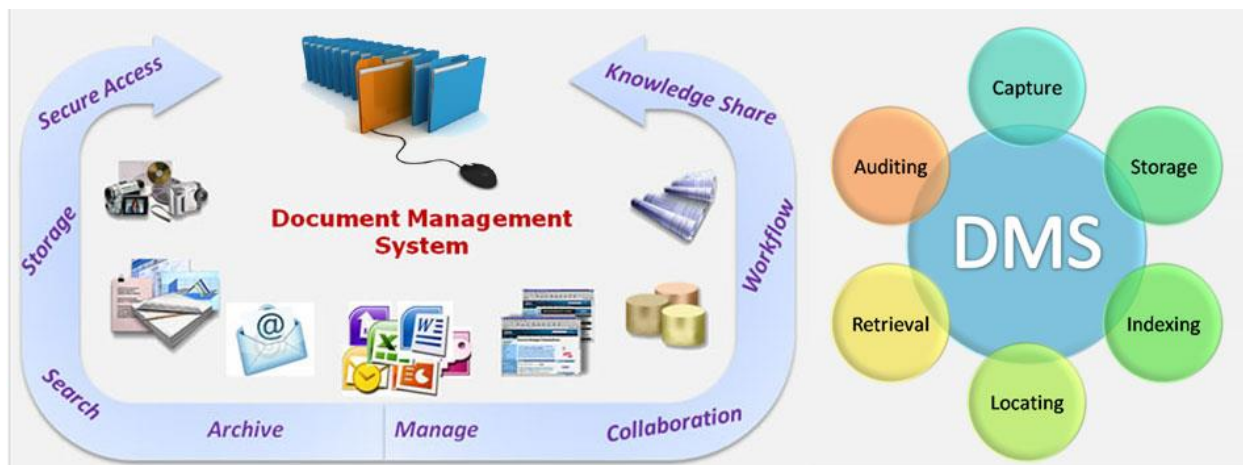 Secure Access
Storage
Search
Archive
Manage
Collaboration
Workflow
Knowledge Share
Document Management
System
@
Capture
Storage
Indexing
Locating
Retrieval
Auditing
DMS